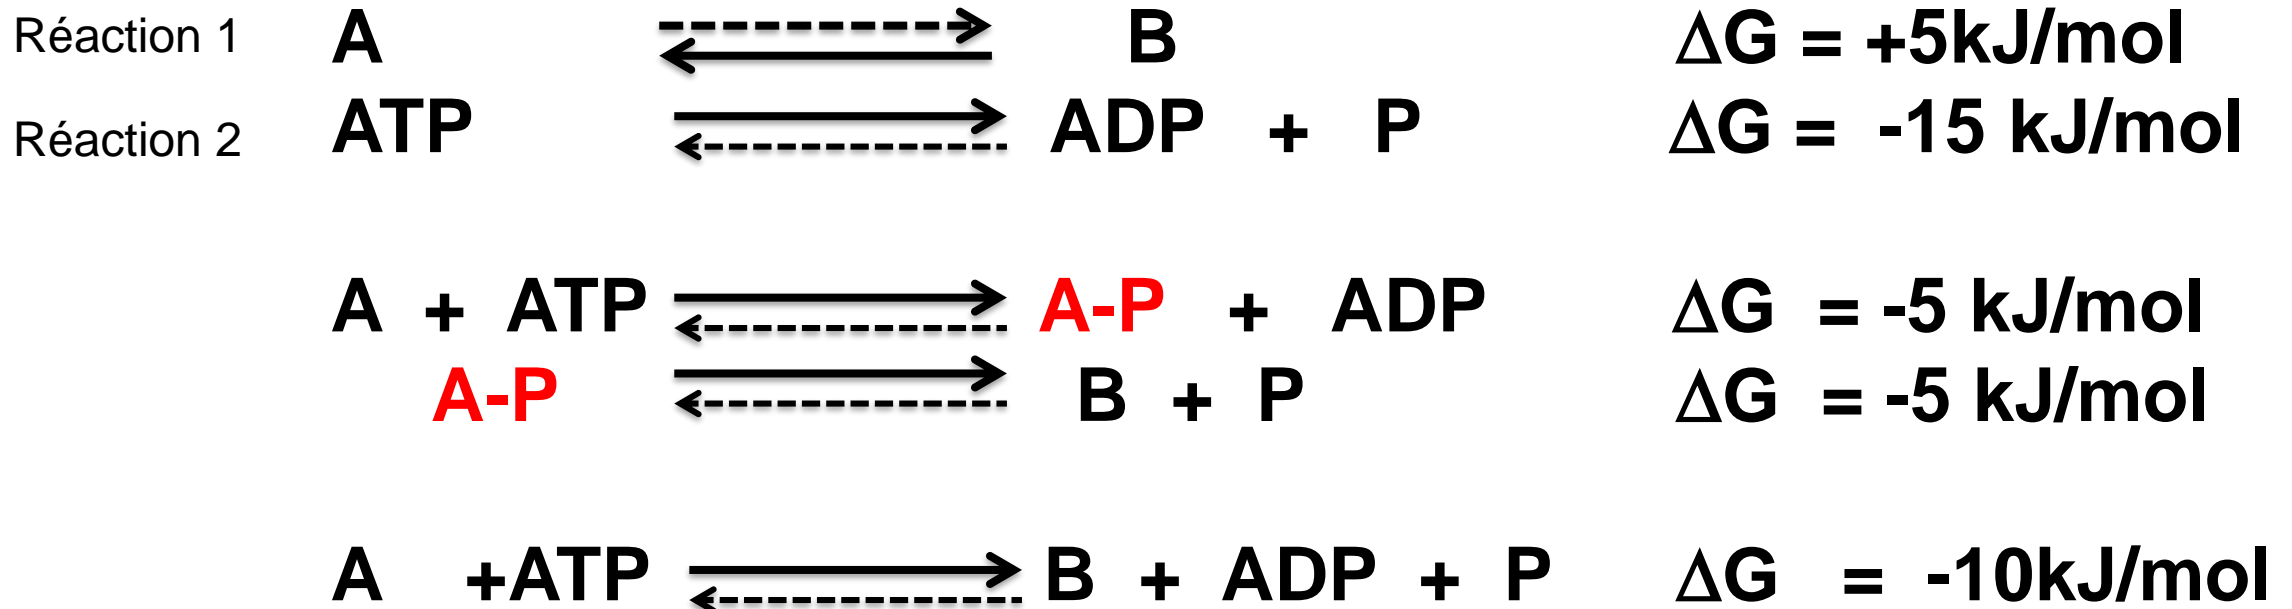 Réaction 1 A B ΔG = +5kJ/mol
Réaction 2 ATP ADP + P ΔG = -15 kJ/mol
A + ATP A-P + ADP ΔG = -5 kJ/mol
A-P B + P ΔG = -5 kJ/mol
A +ATP B + ADP + P ΔG = -10kJ/mol